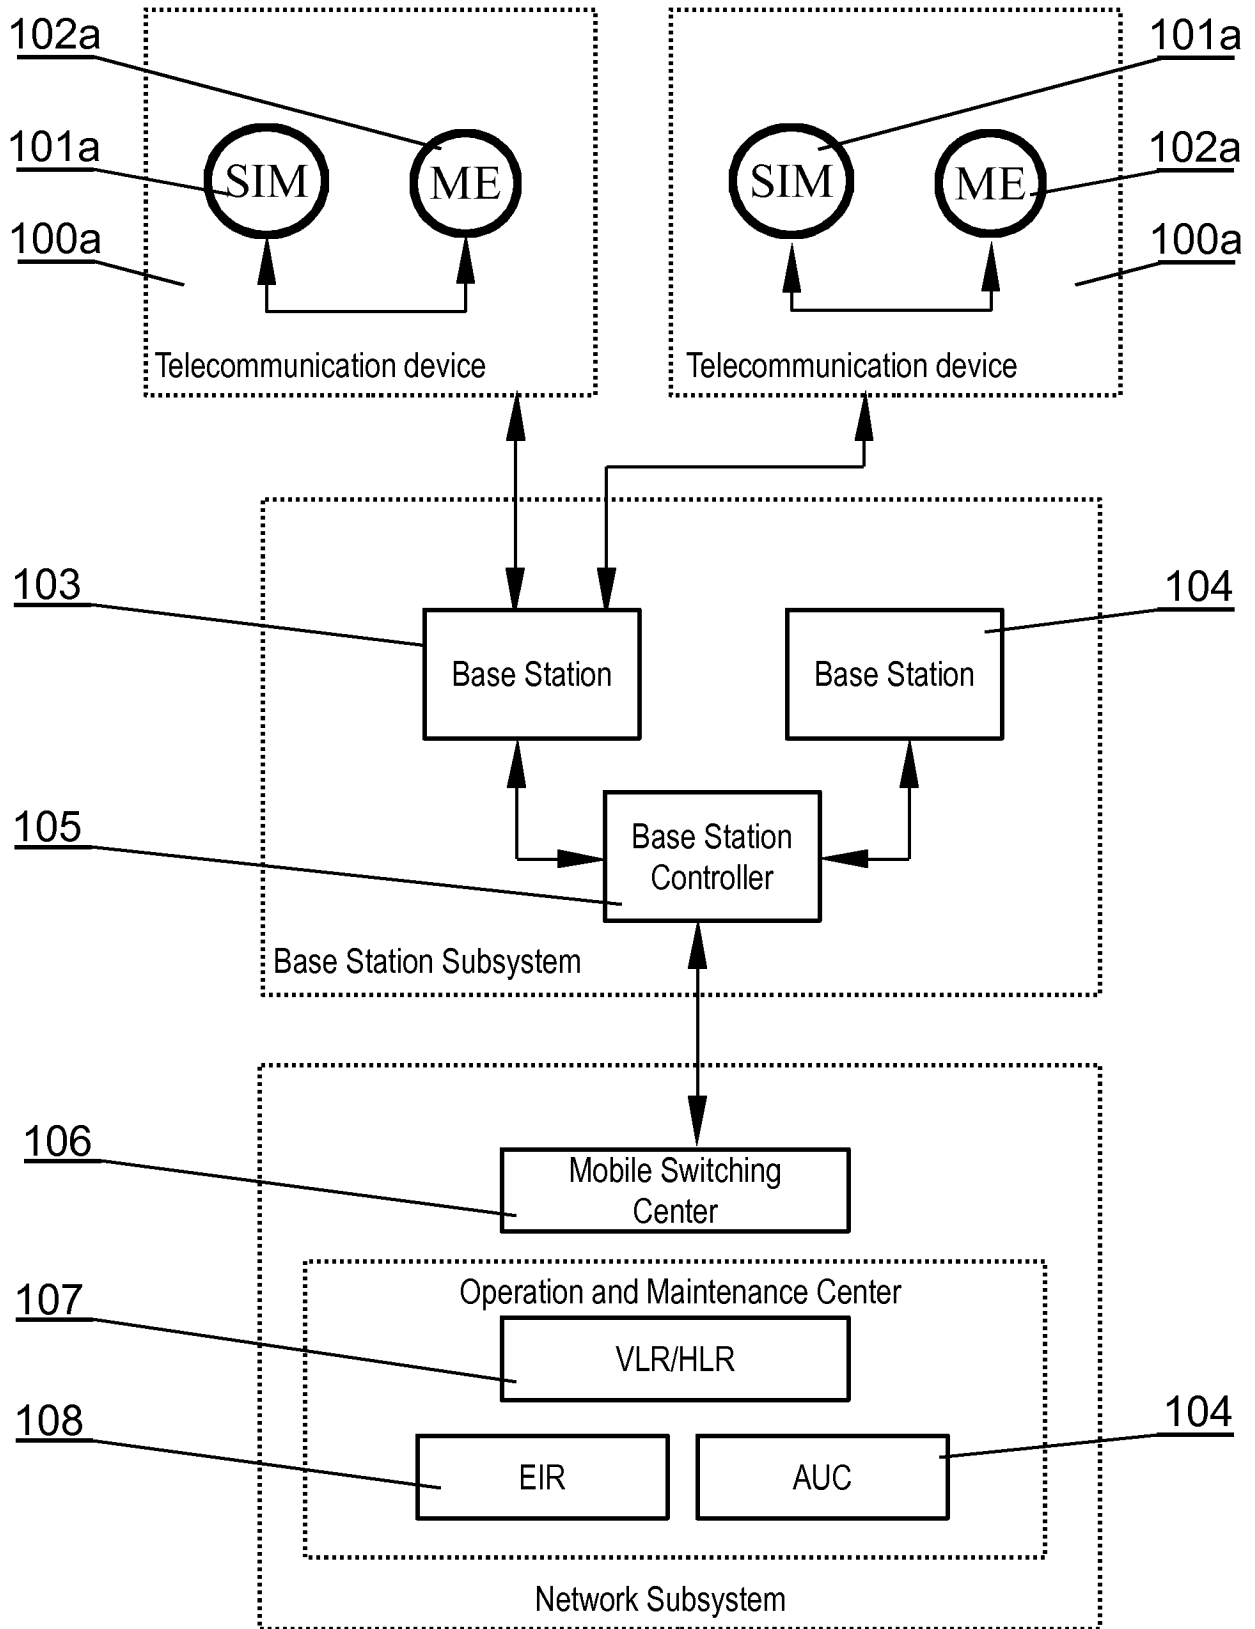 102a
101a
101a
SIM
ME
SIM
ME
102a
100a
100a
Telecommunication device
Telecommunication device
103
104
Base Station
Base Station
105
Base Station
Controller
Base Station Subsystem
106
Mobile Switching
Center
Operation and Maintenance Center
107
VLR/HLR
108
104
EIR
AUC
Network Subsystem